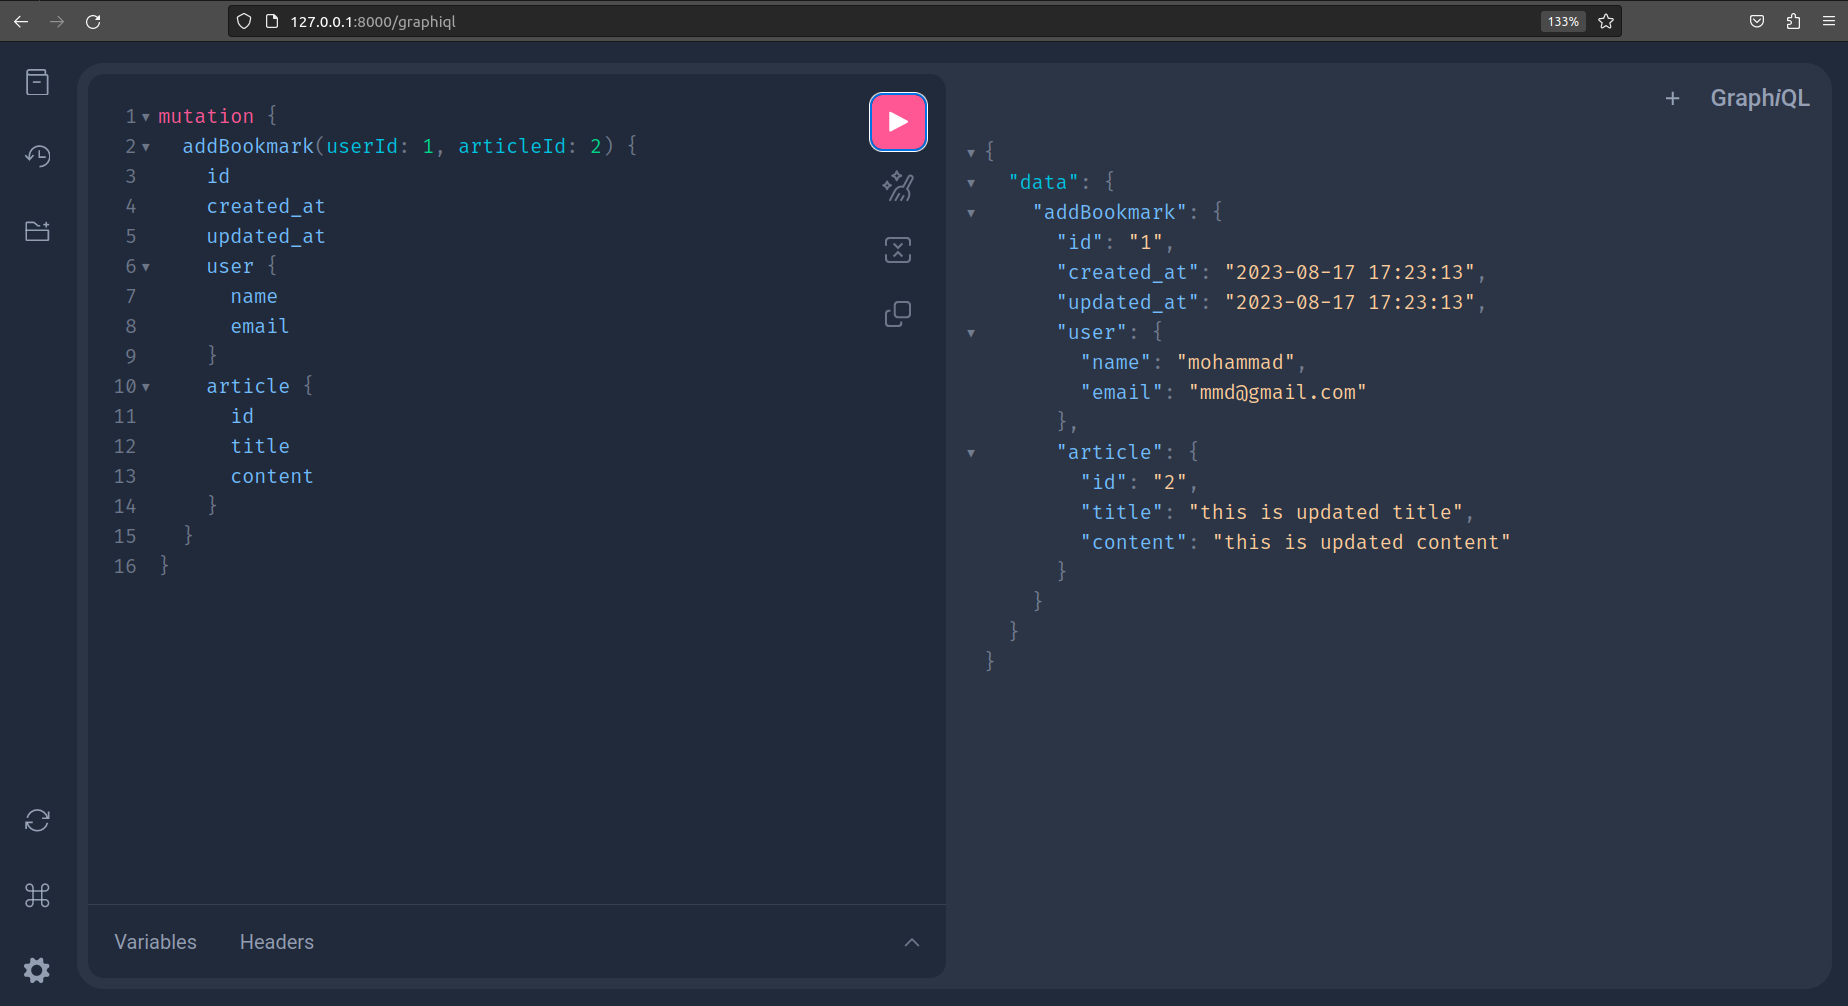 127.0.0.1:8000/graphiql
133%
1 mutation {
2 addBookmark(userId: 1, articleId: 2) {
3 id
4 created_at
5 updated_at
6 user {
7 name
8 email
9 }
10 article {
11 id
12 title
13 content
14 }
15 }
16 }
Variables Headers
+ GraphiQL
{
"data": {
"addBookmark": {
"id": "1",
"created_at": "2023-08-17 17:23:13",
"updated_at": "2023-08-17 17:23:13",
"user": {
"name": "mohammad",
"email": "mmd@gmail.com"
},
"article": {
"id": "2",
"title": "this is updated title",
"content": "this is updated content"
}
}
}
}